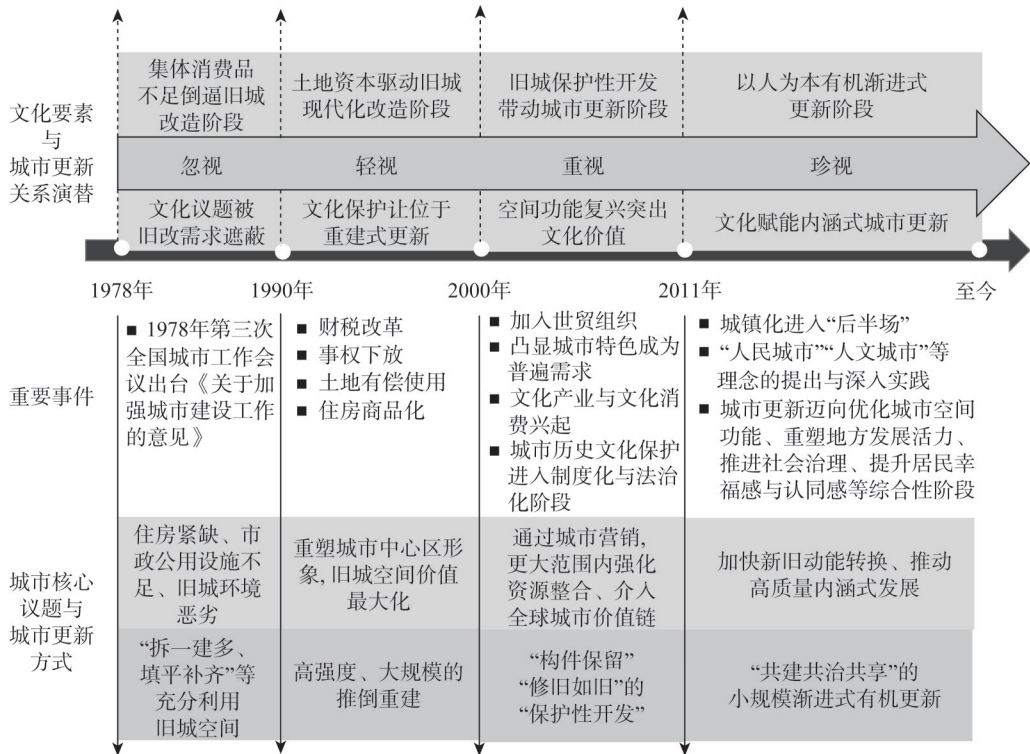 文化要素
与
城市更新
关系演替
集体消费品
不足倒逼旧城
改造阶段
土地资本驱动旧城
现代化改造阶段
旧城保护性开发
带动城市更新阶段
以人为本有机渐进式
更新阶段
忽视
轻视
重视
珍视
文化议题被
旧改需求遮蔽
文化保护让位于
重建式更新
空间功能复兴突出
文化价值
文化赋能内涵式城市更新
1978年
1990年
2000年
2011年
至今
重要事件
■ 1978年第三次
全国城市工作会
议出台《关于加
强城市建设工作
的意见》
■ 财税改革
■ 事权下放
■ 土地有偿使用
■ 住房商品化
■ 加入世贸组织
■ 凸显城市特色成为
普遍需求
■ 文化产业与文化消
费兴起
■ 城市历史文化保护
进入制度化与法治
化阶段
■ 城镇化进入“后半场”
■ “人民城市”“人文城市”等
理念的提出与深入实践
■ 城市更新迈向优化城市空间
功能、重塑地方发展活力、
推进社会治理、提升居民幸
福感与认同感等综合性阶段
城市核心
议题与
城市更新
方式
住房紧缺、市
政公用设施不
足、旧城环境
恶劣
重塑城市中心区形
象, 旧城空间价值
最大化
通过城市营销,
更大范围内强化
资源整合、介入
全球城市价值链
加快新旧动能转换、推动
高质量内涵式发展
“拆一建多、
填平补齐”等
充分利用
旧城空间
高强度、大规模的
推倒重建
“构件保留”
“修旧如旧”的
“保护性开发”
“共建共治共享”的
小规模渐进式有机更新